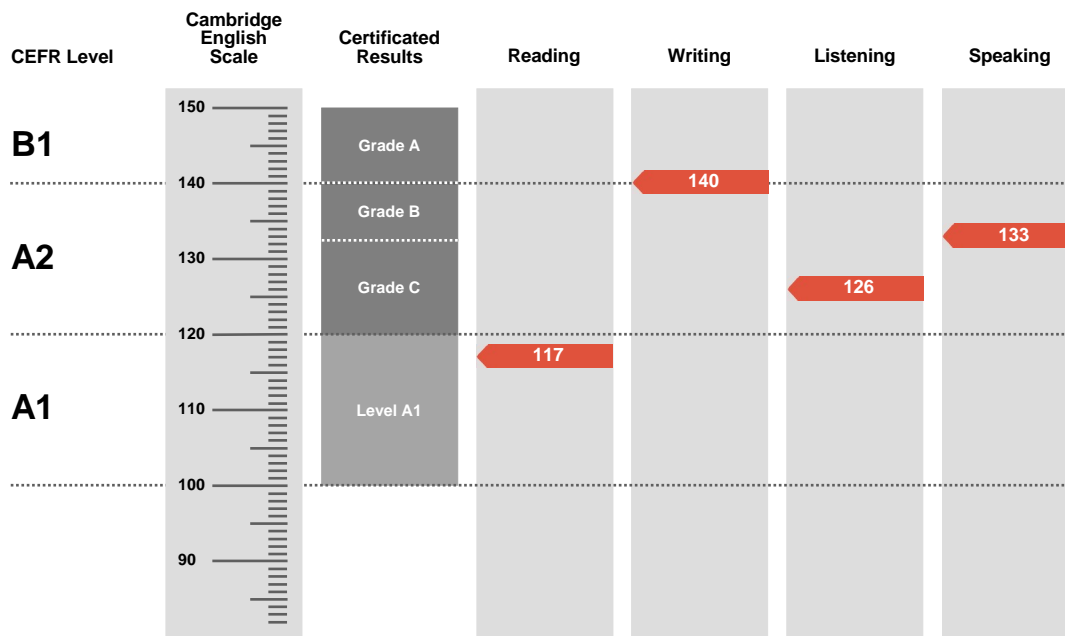 CEFR Level
Cambridge
English
Scale
Certificated
Results
Reading
Writing
Listening
Speaking
B1
A2
A1
150
140
130
120
110
100
90
Grade A
Grade B
Grade C
Level A1
117
140
126
133